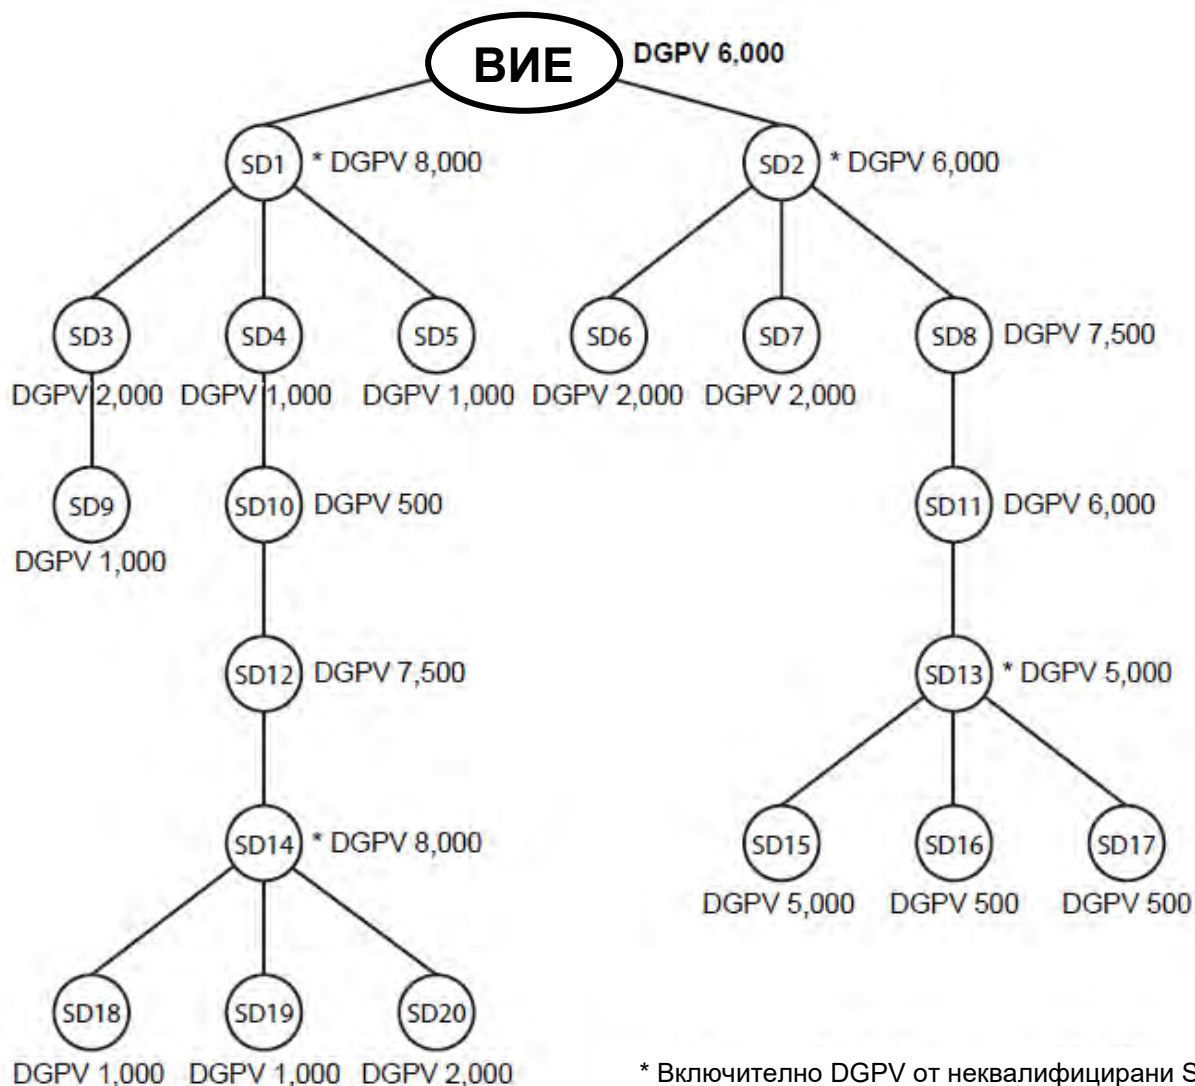 ВИЕ DGPV 6,000
SD1 * DGPV 8,000 SD2 * DGPV 6,000
SD3 SD4 SD5 SD6 SD7 SD8 DGPV 7,500
DGPV 2,000 DGPV 1,000 DGPV 1,000 DGPV 2,000 DGPV 2,000
SD9 SD10 DGPV 500 SD11 DGPV 6,000
DGPV 1,000
SD12 DGPV 7,500 SD13 * DGPV 5,000
SD14 * DGPV 8,000 SD15 SD16 SD17
DGPV 5,000 DGPV 500 DGPV 500
SD18 SD19 SD20
DGPV 1,000 DGPV 1,000 DGPV 2,000
* Включително DGPV от неквалифицирани S